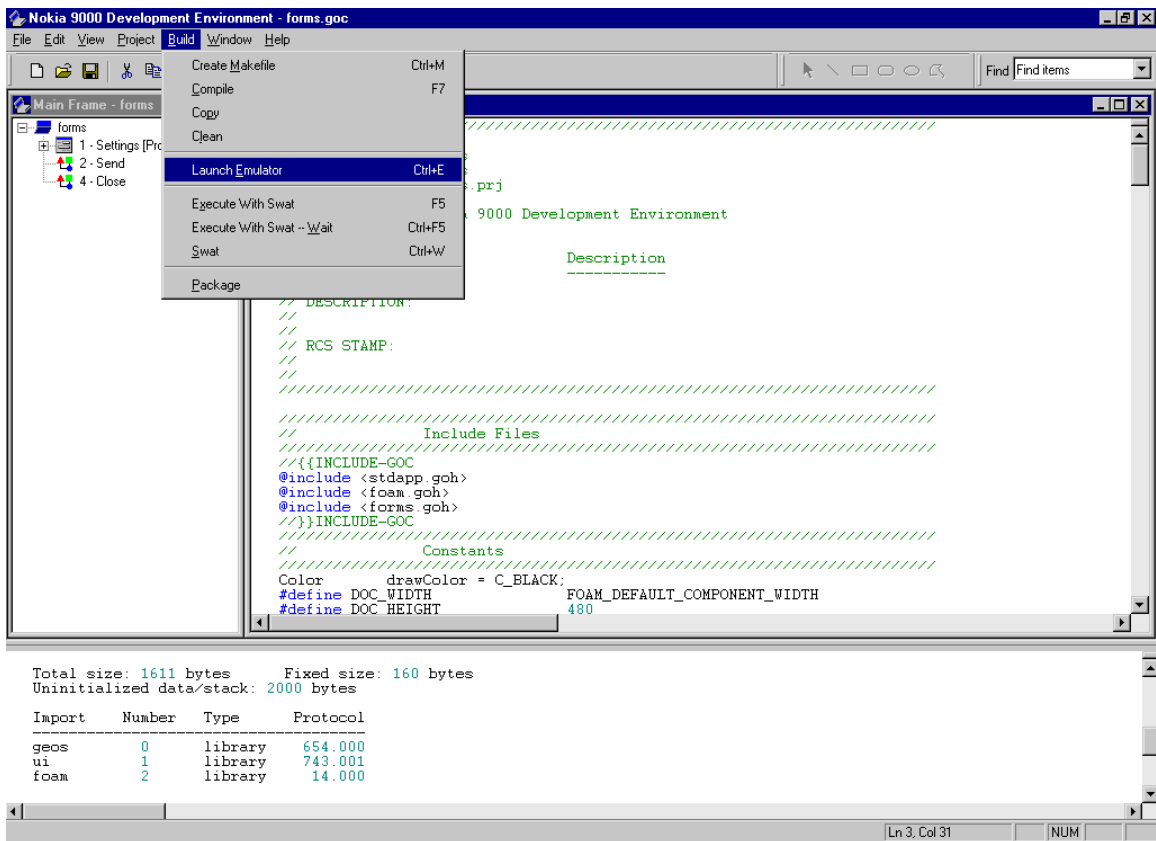 Nokia 9000 Development Environment - forms.goc
File Edit View Project Build Window Help
Find Find items
Create Makefile Ctrl+M
Compile F7
Copy
Clean
Launch Emulator Ctrl+E
Execute With Swat F5
Execute With Swat -- Wait Ctrl+F5
Swat Ctrl+W
Package
Main Frame - forms
forms
1 - Settings [Pro
2 - Send
4 - Close
//////////////////////////////////////////////////////
s
s
s.prj
9000 Development Environment
Description
-----------
// DESCRIPTION:
//
//
// RCS STAMP:
//
//
/////////////////////////////////////////////////////////////////////////
/////////////////////////////////////////////////////////////////////////
// Include Files
/////////////////////////////////////////////////////////////////////////
//{{INCLUDE-GOC
@include <stdapp.goh>
@include <foam.goh>
@include <forms.goh>
//}}INCLUDE-GOC
/////////////////////////////////////////////////////////////////////////
// Constants
/////////////////////////////////////////////////////////////////////////
Color drawColor = C_BLACK;
#define DOC_WIDTH FOAM_DEFAULT_COMPONENT_WIDTH
#define DOC_HEIGHT 480
Total size: 1611 bytes Fixed size: 160 bytes
Uninitialized data/stack: 2000 bytes
Import Number Type Protocol
-------------------------------------
geos 0 library 654.000
ui 1 library 743.001
foam 2 library 14.000
Ln 3, Col 31 NUM